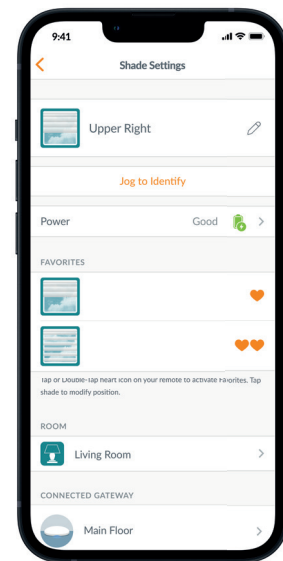 9:41
Shade Settings
Upper Right
Jog to Identify
Power Good
FAVORITES
Tap or Double-Tap heart icon on your remote to activate Favorites. Tap
shade to modify position.
ROOM
Living Room
CONNECTED GATEWAY
Main Floor